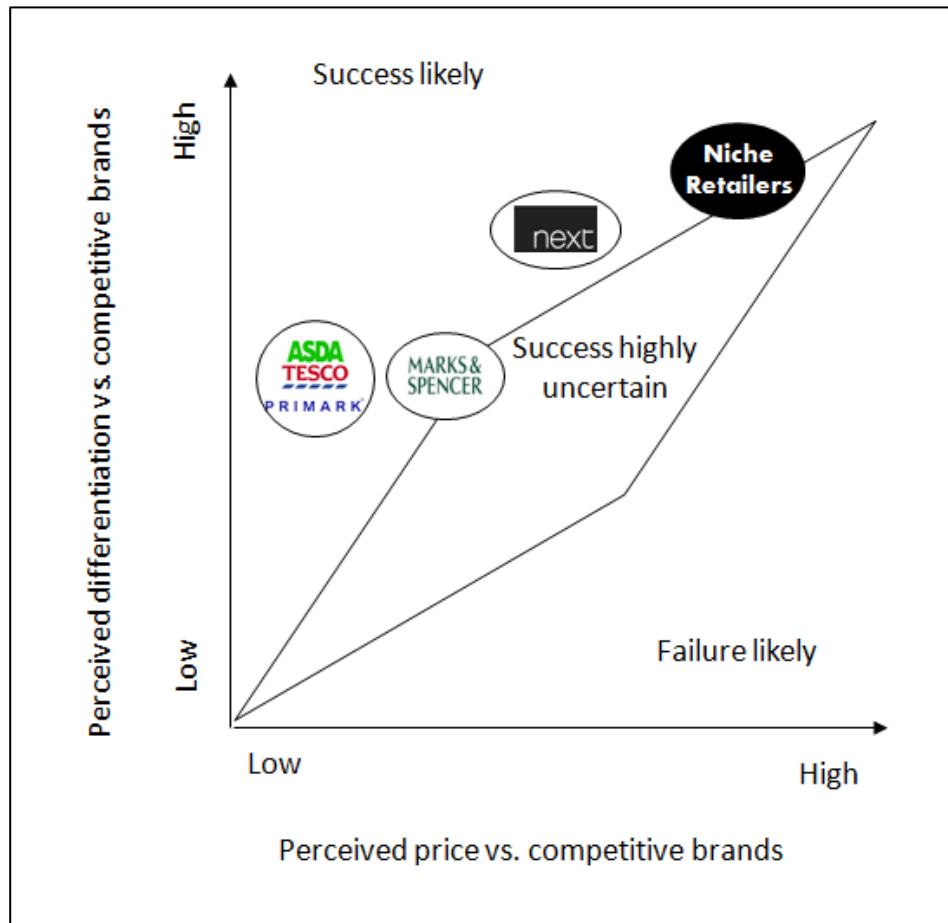 Success likely
High
Perceived differentiation vs. competitive brands
Niche
Retailers
next
ASDA
TESCO
PRIMARK
MARKS &
SPENCER
Success highly
uncertain
Low
Failure likely
Low
High
Perceived price vs. competitive brands